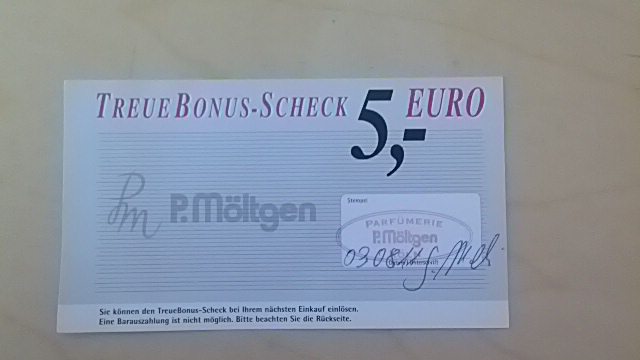 TREUEBONUS-SCHECK 5,- EURO
Pm P. Möltgen
Stempel
PARFÜMERIE
P. Möltgen
Sie können den TreueBonus-Scheck bei Ihrem nächsten Einkauf einlösen.
Eine Barauszahlung ist nicht möglich. Bitte beachten Sie die Rückseite.